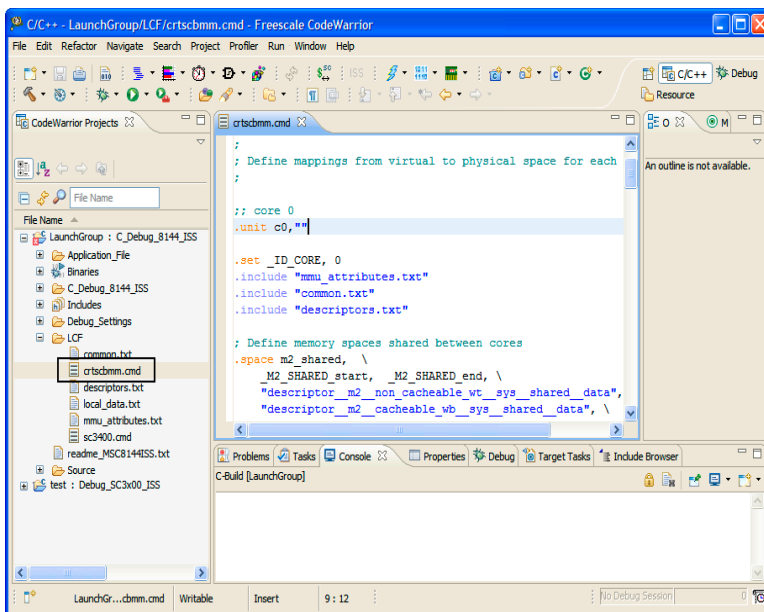 C/C++ - LaunchGroup/LCF/crtscbmm.cmd - Freescale CodeWarrior
File Edit Refactor Navigate Search Project Profiler Run Window Help
ISS
C/C++
Debug
Resource
CodeWarrior Projects
File Name
File Name
LaunchGroup : C_Debug_8144_ISS
Application_File
Binaries
C_Debug_8144_ISS
Includes
Debug_Settings
LCF
common.txt
crtscbmm.cmd
descriptors.txt
local_data.txt
mmu_attributes.txt
sc3400.cmd
readme_MSC8144ISS.txt
Source
test : Debug_SC3x00_ISS
crtscbmm.cmd
;
; Define mappings from virtual to physical space for each
;
;; core 0
.unit c0,""
.set _ID_CORE, 0
.include "mmu_attributes.txt"
.include "common.txt"
.include "descriptors.txt"
; Define memory spaces shared between cores
.space m2_shared, \
_M2_SHARED_start, _M2_SHARED_end, \
"descriptor__m2__non_cacheable_wt__sys__shared__data",
"descriptor__m2__cacheable_wb__sys__shared__data", \
O
M
An outline is not available.
Problems Tasks Console Properties Debug Target Tasks Include Browser
C-Build [LaunchGroup]
LaunchGr...cbmm.cmd Writable Insert 9 : 12 No Debug Session 0